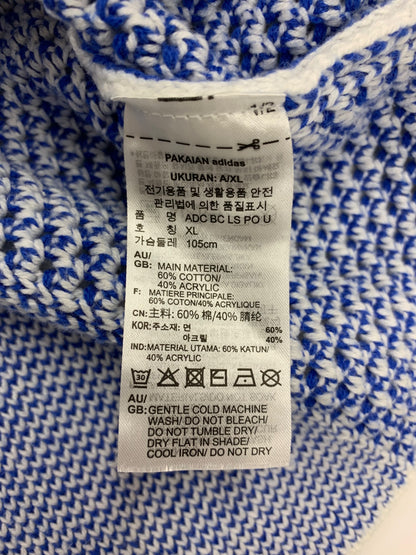 1/2
PAKAIAN adidas
UKURAN: A/XL
전기용품 및 생활용품 안전
관리법에 의한 품질표시
품 명 ADC BC LS PO U
호 칭 XL
가슴둘레 105cm
AU/
GB: MAIN MATERIAL:
60% COTTON/
40% ACRYLIC
F: MATIERE PRINCIPALE:
60% COTON/40% ACRYLIQUE
CN: 主料: 60% 棉/40% 腈纶
KOR: 주소재: 면 60%
아크릴 40%
IND: MATERIAL UTAMA: 60% KATUN/
40% ACRYLIC
30
AU/
GB: GENTLE COLD MACHINE
WASH/ DO NOT BLEACH/
DO NOT TUMBLE DRY/
DRY FLAT IN SHADE/
COOL IRON/ DO NOT DRY